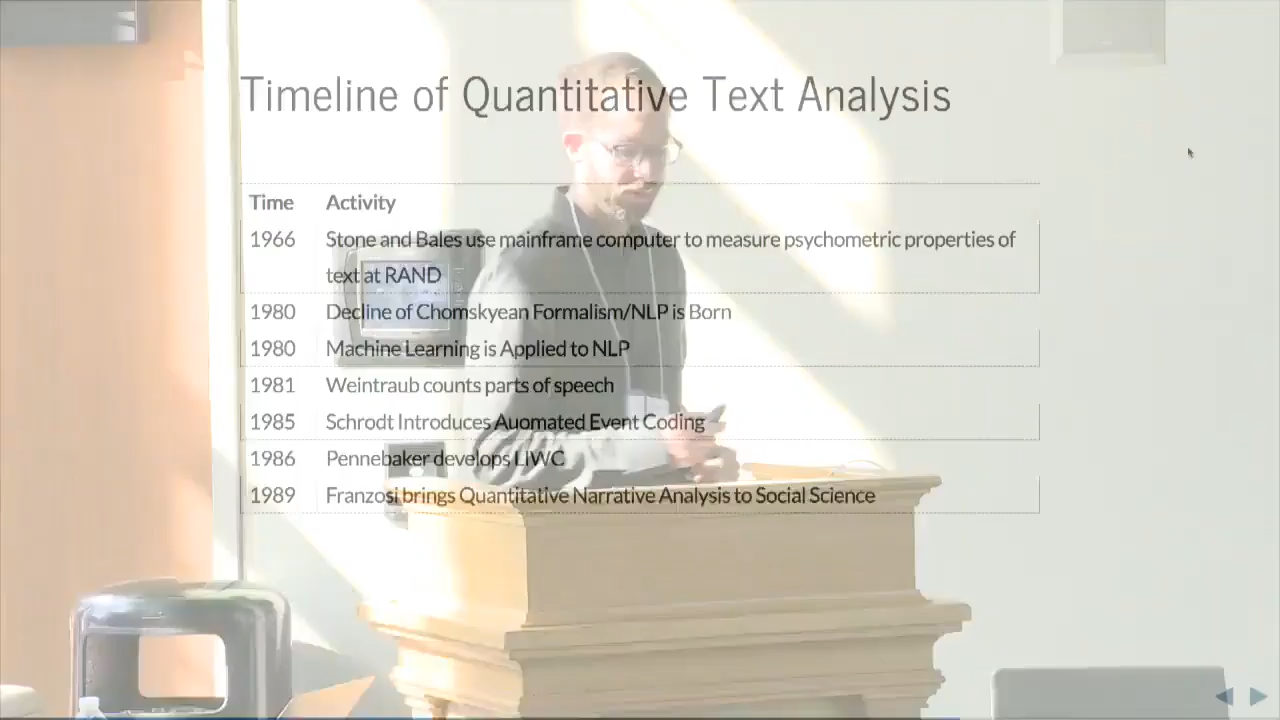 Timeline of Quantitative Text Analysis
Time Activity
1966 Stone and Bales use mainframe computer to measure psychometric properties of
text at RAND
1980 Decline of Chomskyean Formalism/NLP is Born
1980 Machine Learning is Applied to NLP
1981 Weintraub counts parts of speech
1985 Schrodt Introduces Auomated Event Coding
1986 Pennebaker develops LIWC
1989 Franzosi brings Quantitative Narrative Analysis to Social Science